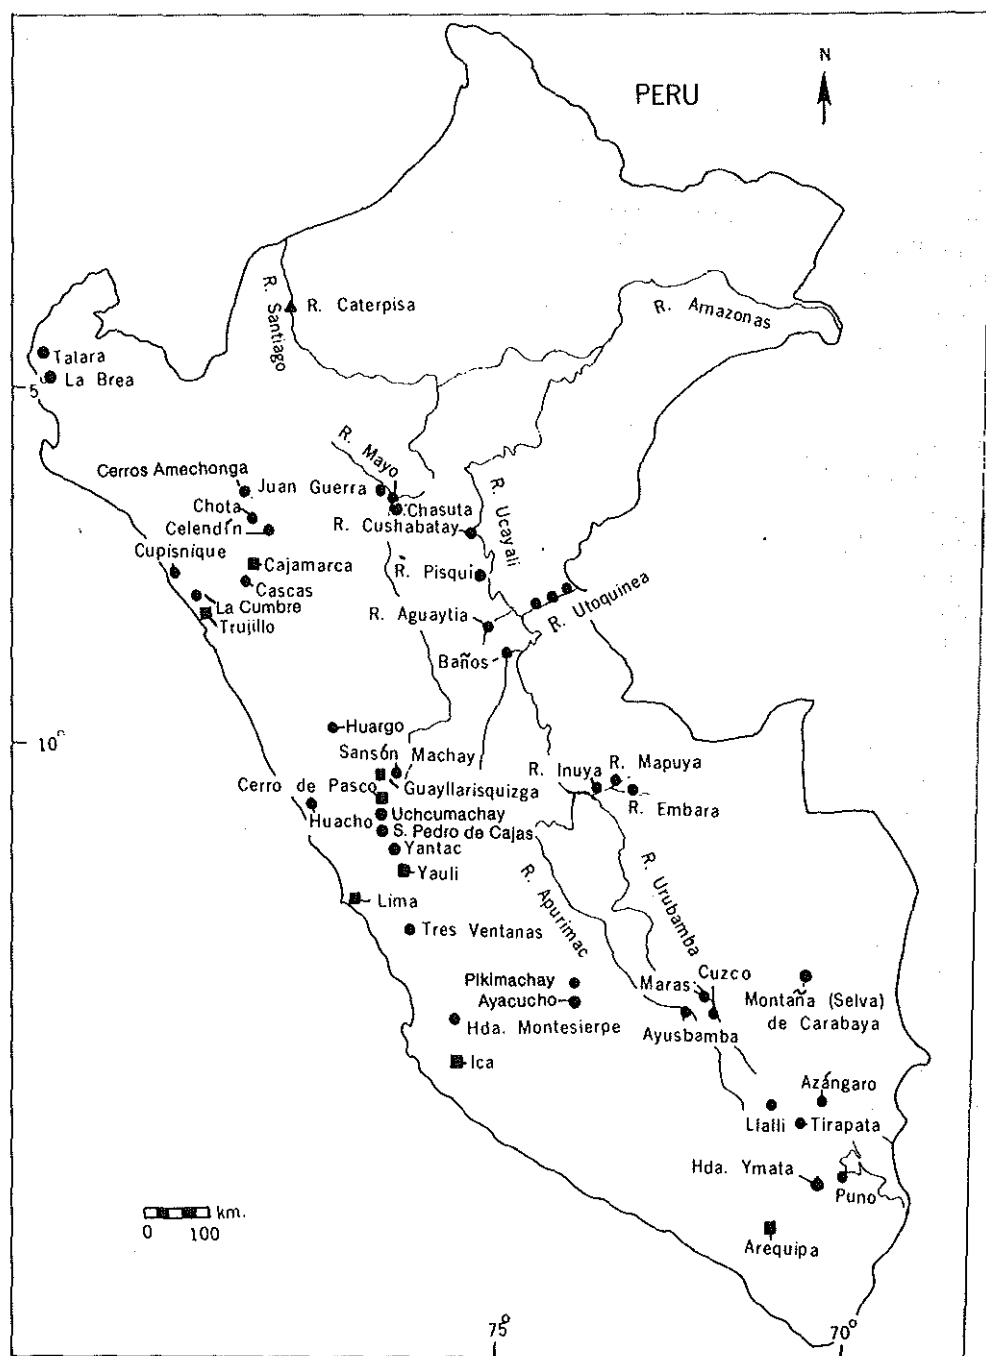 PERU
N
R. Santiago
R. Caterpisa
R. Amazonas
Talara
La Brea
5°
R. Mayo
Cerros Amechonga
Juan Guerra
Chota
Chasuta
Celendín
R. Cushabatay
R. Ucayali
Cupisnique
Cajamarca
R. Pisqui
Cascas
R. Utoquinea
La Cumbre
R. Aguaytia
Trujillo
Baños
Huargo
10°
Sansón Machay
R. Inuya
R. Mapuya
Cerro de Pasco
Guayllarisquizga
R. Embara
Huacho
Uchcumachay
S. Pedro de Cajas
Yantac
Yauli
R. Apurimac
R. Urubamba
Lima
Tres Ventanas
Pikimachay
Maras
Cuzco
Ayacucho
Montaña (Selva)
de Carabaya
Hda. Montesierpe
Ayusbamba
Ica
Azángaro
Llalli
Tirapata
Hda. Ymata
Puno
km.
0 100
Arequipa
75°
70°